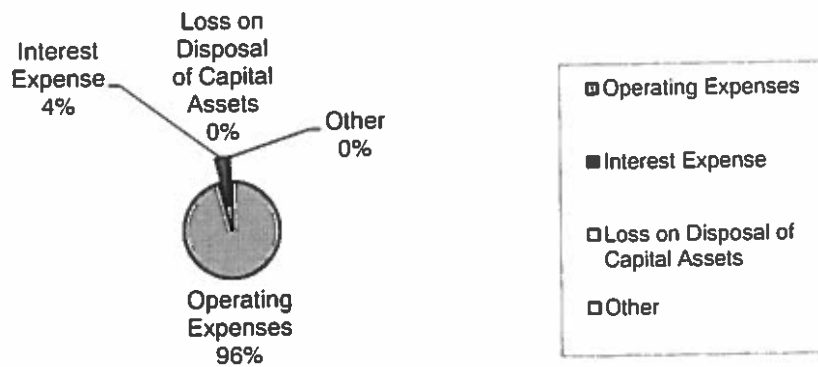 Loss on
Disposal
of Capital
Assets
0%
Interest
Expense
4%
Other
0%
Operating
Expenses
96%
Operating Expenses
Interest Expense
Loss on Disposal of
Capital Assets
Other